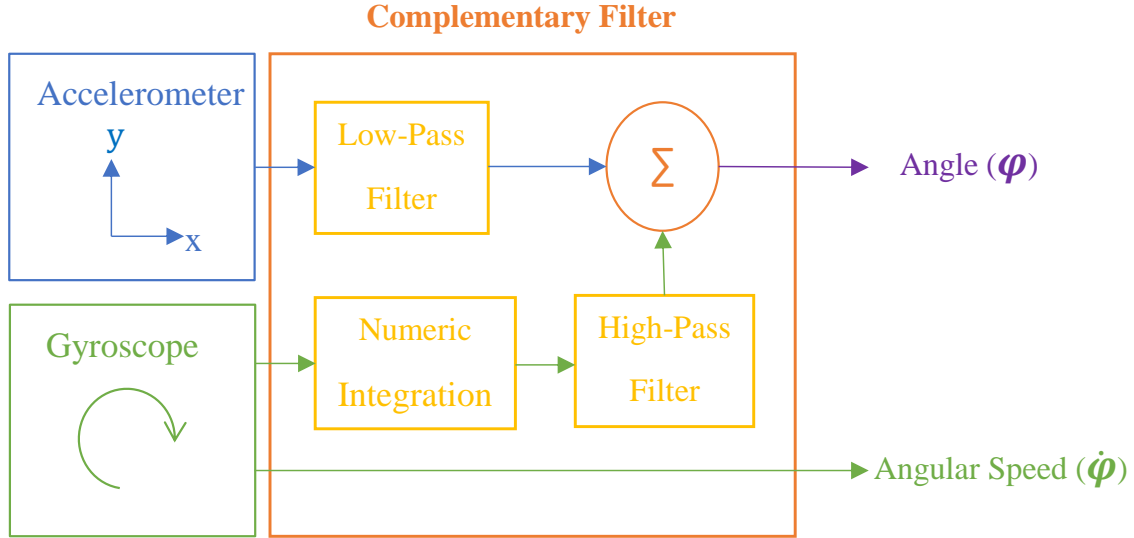 Complementary Filter
Accelerometer
y
x
Low-Pass
Filter
∑
Angle (𝝋)
Gyroscope
Numeric
Integration
High-Pass
Filter
Angular Speed (𝝋̇)